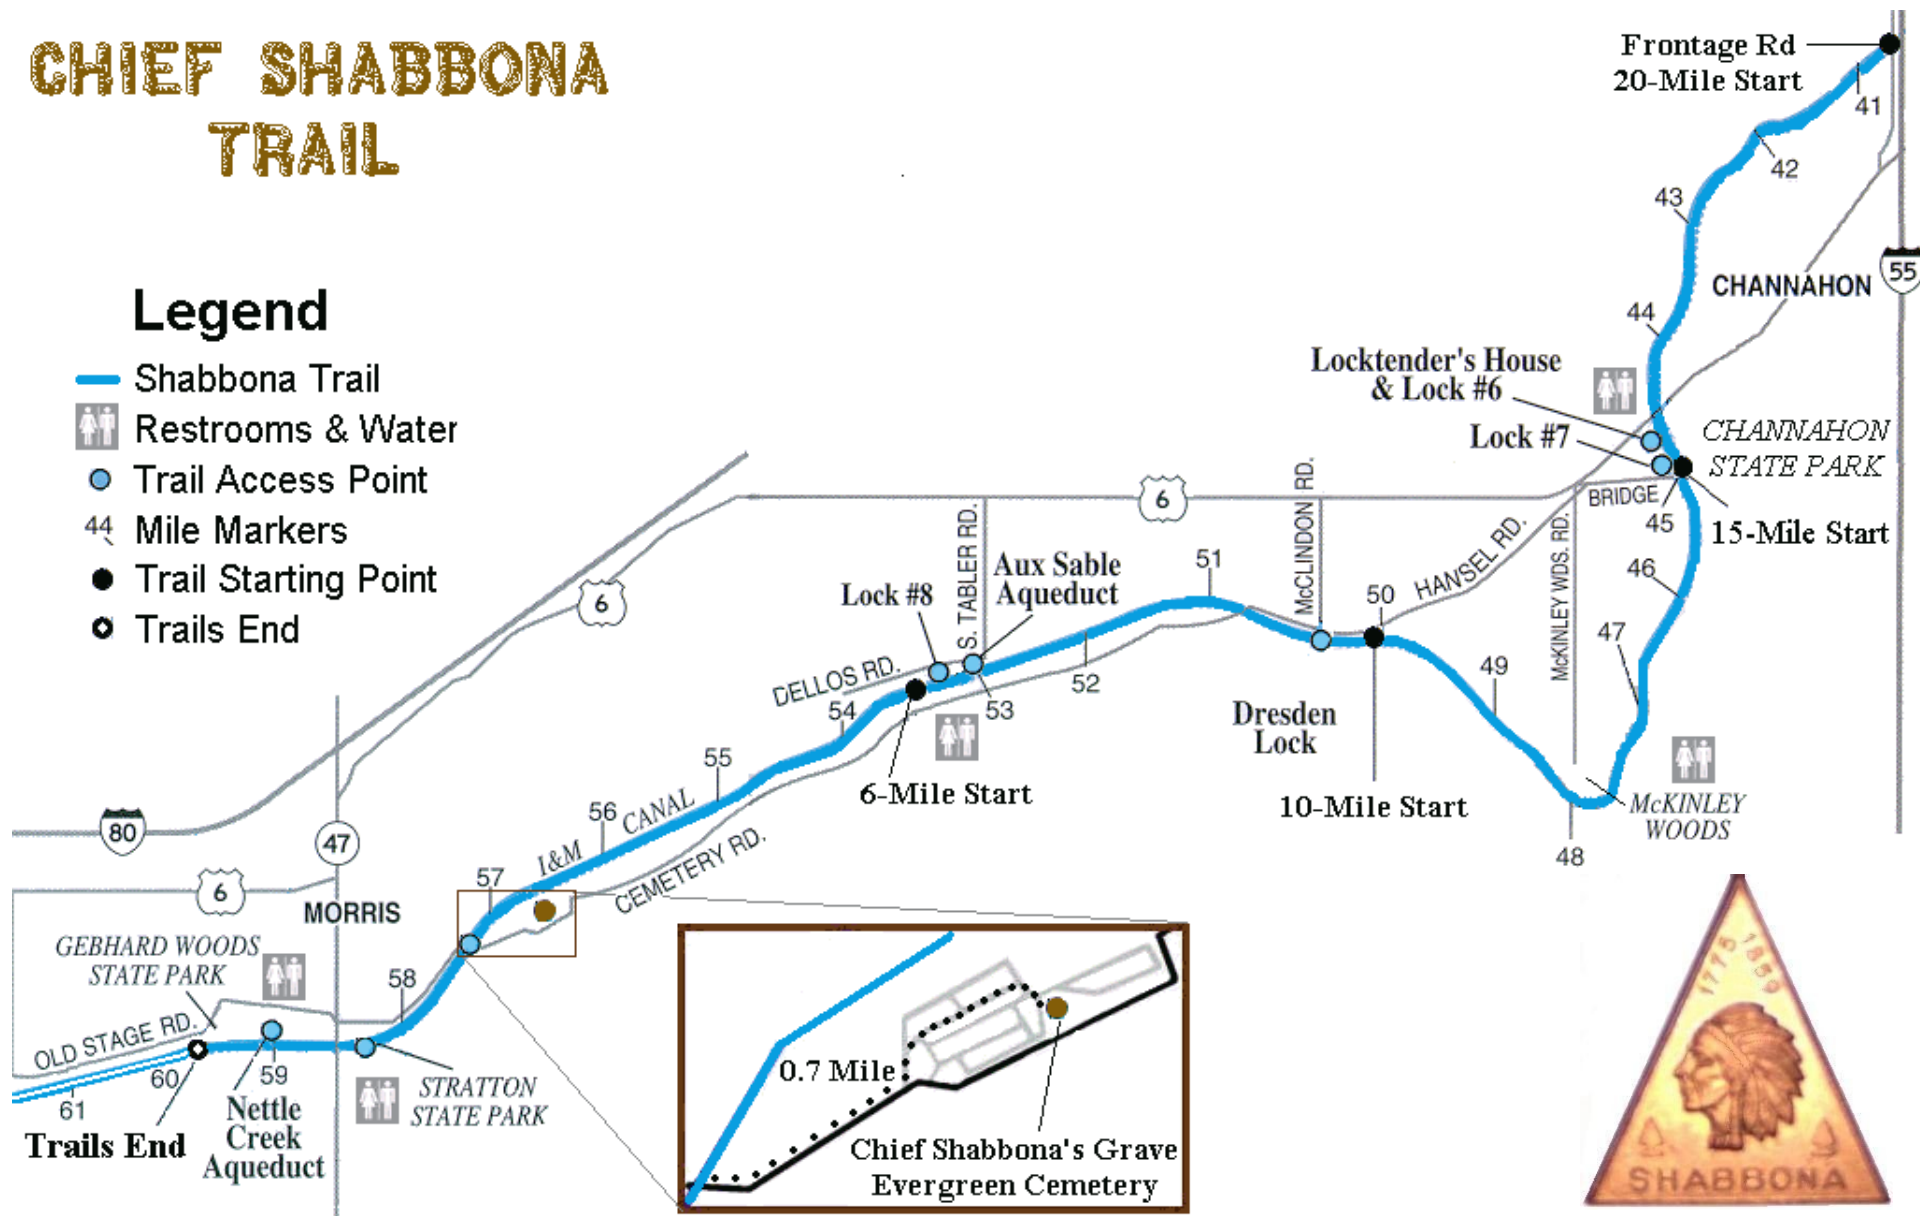 CHIEF SHABBONA
TRAIL
Legend
Shabbona Trail
Restrooms & Water
Trail Access Point
44
Mile Markers
Trail Starting Point
Trails End
Frontage Rd
20-Mile Start
41
42
43
CHANNAHON
55
44
Locktender's House
& Lock #6
Lock #7
CHANNAHON
STATE PARK
BRIDGE
45
15-Mile Start
6
McCLINDON RD.
HANSEL RD.
McKINLEY WDS. RD.
46
47
McKINLEY
WOODS
48
49
50
10-Mile Start
Dresden
Lock
51
S. TABLER RD.
Aux Sable
Aqueduct
Lock #8
DELLOS RD.
52
53
6-Mile Start
54
55
56
I&M CANAL
CEMETERY RD.
57
6
80
47
6
MORRIS
GEBHARD WOODS
STATE PARK
58
OLD STAGE RD.
60
59
61
Trails End
Nettle
Creek
Aqueduct
STRATTON
STATE PARK
0.7 Mile
Chief Shabbona's Grave
Evergreen Cemetery
1775 1859
SHABBONA